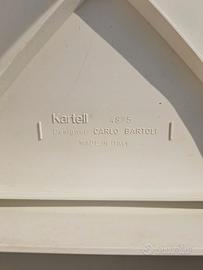 Kartell® 4875
Designer CARLO BARTOLI
MADE IN ITALY